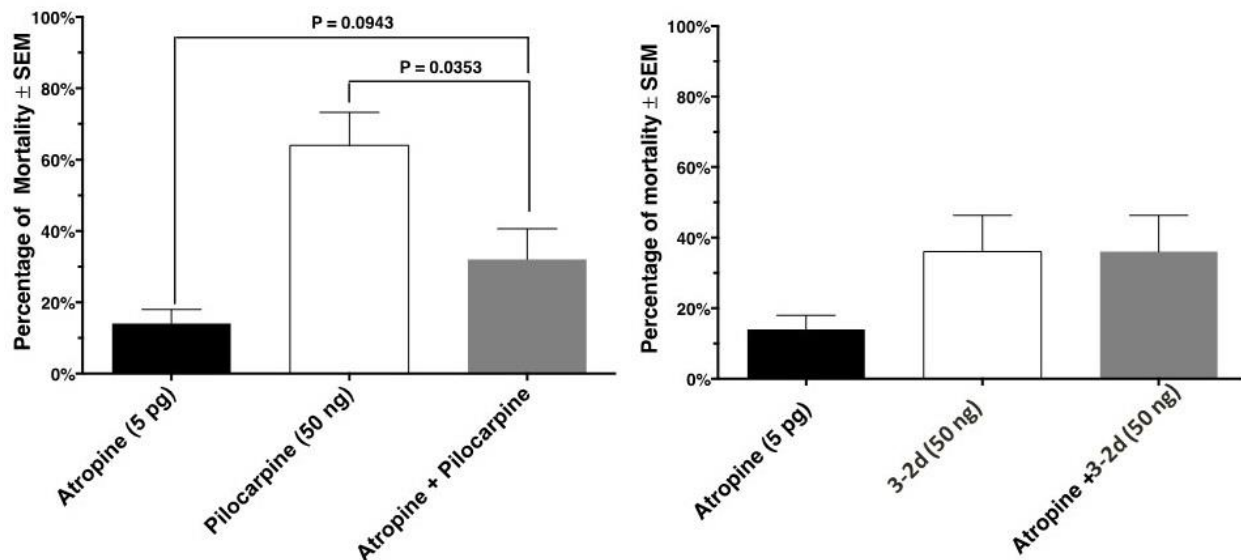 Percentage of Mortality ± SEM
100%
80%
60%
40%
20%
0%
P = 0.0943
P = 0.0353
Atropine (5 pg)
Pilocarpine (50 ng)
Atropine + Pilocarpine
Percentage of mortality ± SEM
100%
80%
60%
40%
20%
0%
Atropine (5 pg)
3-2d (50 ng)
Atropine +3-2d (50 ng)